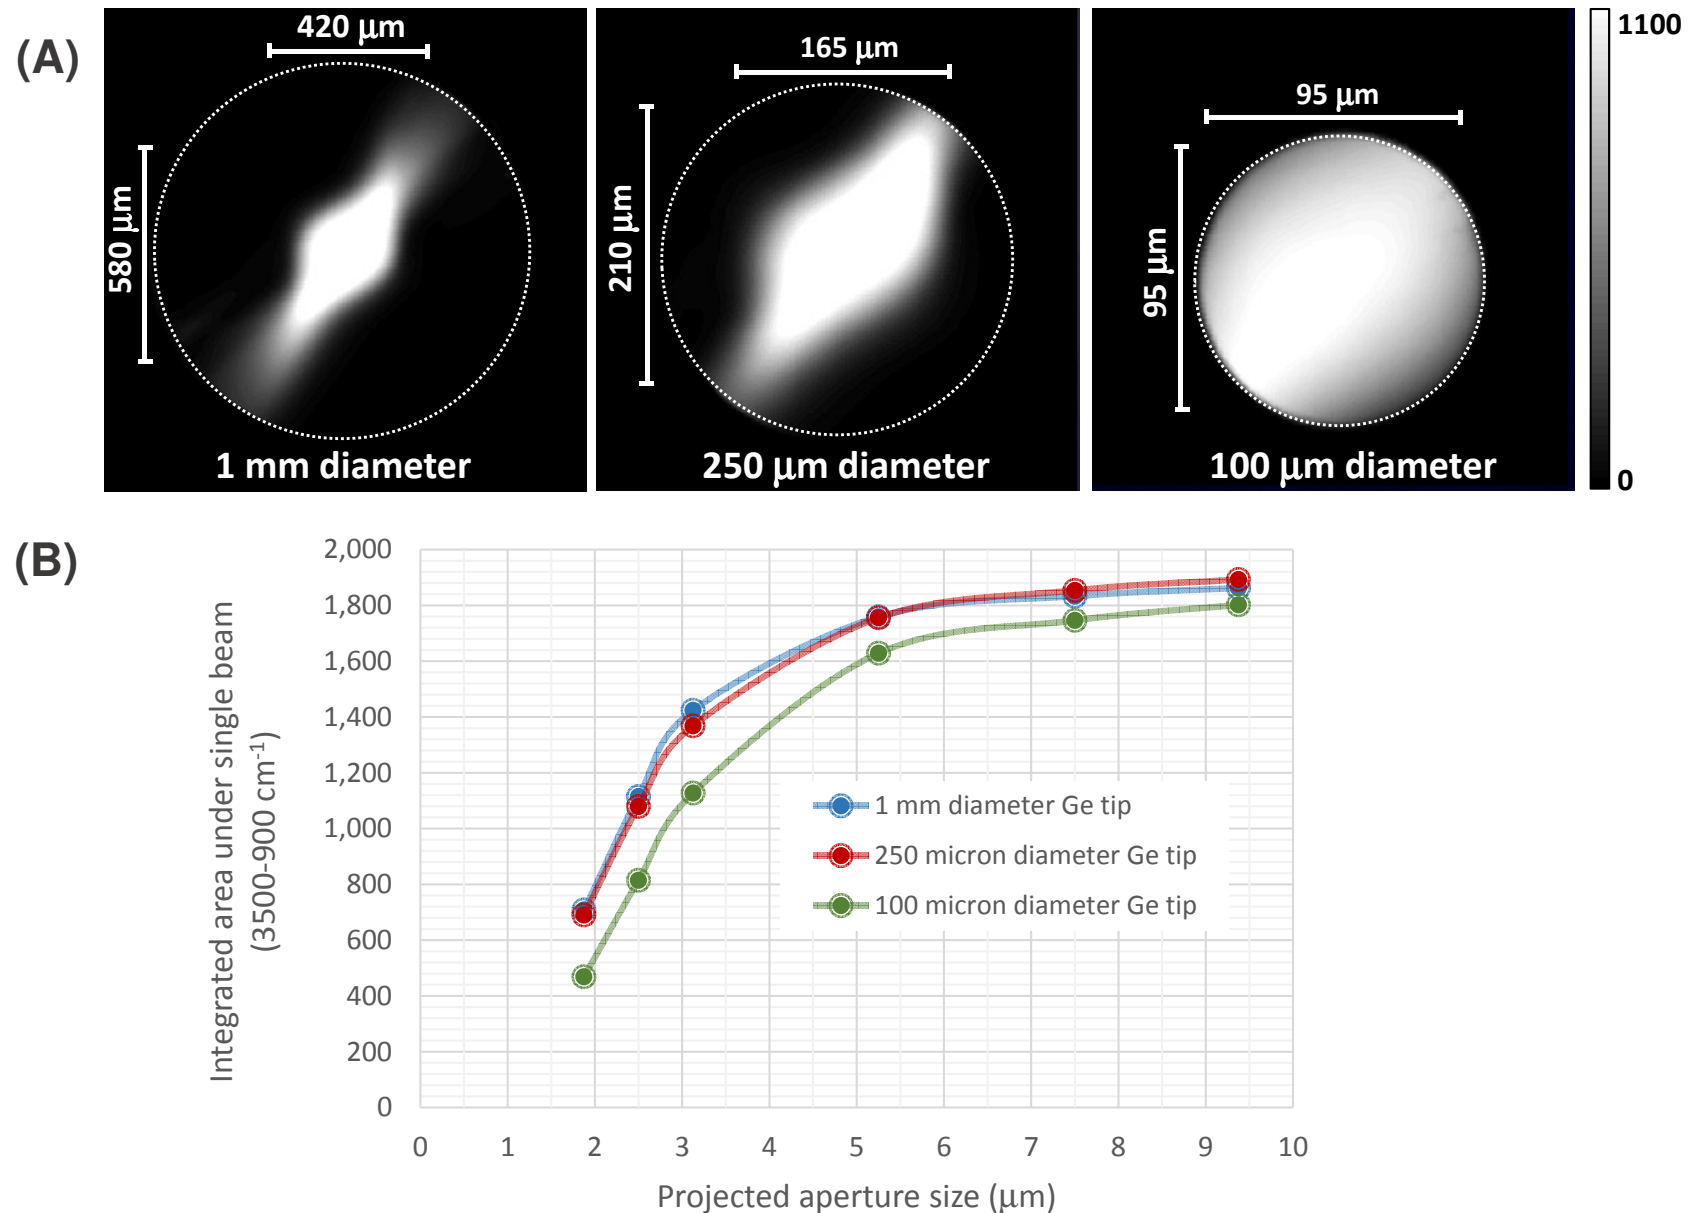 (A)
420 μm
580 μm
1 mm diameter
165 μm
210 μm
250 μm diameter
95 μm
95 μm
100 μm diameter
1100
0
(B)
Integrated area under single beam
(3500-900 cm⁻¹)
2,000
1,800
1,600
1,400
1,200
1,000
800
600
400
200
0
1 mm diameter Ge tip
250 micron diameter Ge tip
100 micron diameter Ge tip
0 1 2 3 4 5 6 7 8 9 10
Projected aperture size (μm)